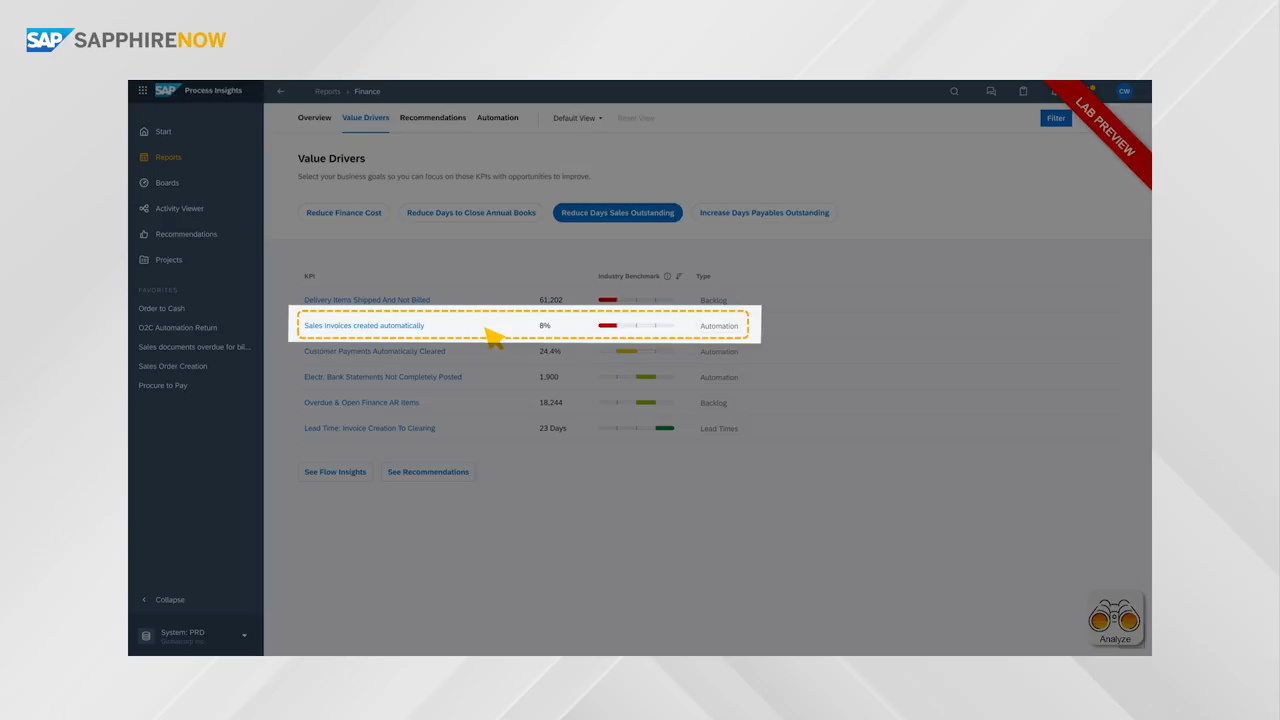 SAP SAPPHIRENOW
SAP Process Insights
Reports > Finance
CW
LAB PREVIEW
Overview Value Drivers Recommendations Automation Default View Reset View Filter
Start
Reports
Boards
Activity Viewer
Recommendations
Projects
FAVORITES
Order to Cash
O2C Automation Return
Sales documents overdue for bil...
Sales Order Creation
Procure to Pay
Collapse
System: PRD
Globalcorp Inc.
Value Drivers
Select your business goals so you can focus on those KPIs with opportunities to improve.
Reduce Finance Cost Reduce Days to Close Annual Books Reduce Days Sales Outstanding Increase Days Payables Outstanding
KPI Industry Benchmark Type
Delivery Items Shipped And Not Billed 61,202 Backlog
Sales invoices created automatically 8% Automation
Customer Payments Automatically Cleared 24.4% Automation
Electr. Bank Statements Not Completely Posted 1,900 Automation
Overdue & Open Finance AR Items 18,244 Backlog
Lead Time: Invoice Creation To Clearing 23 Days Lead Times
See Flow Insights See Recommendations
Analyze